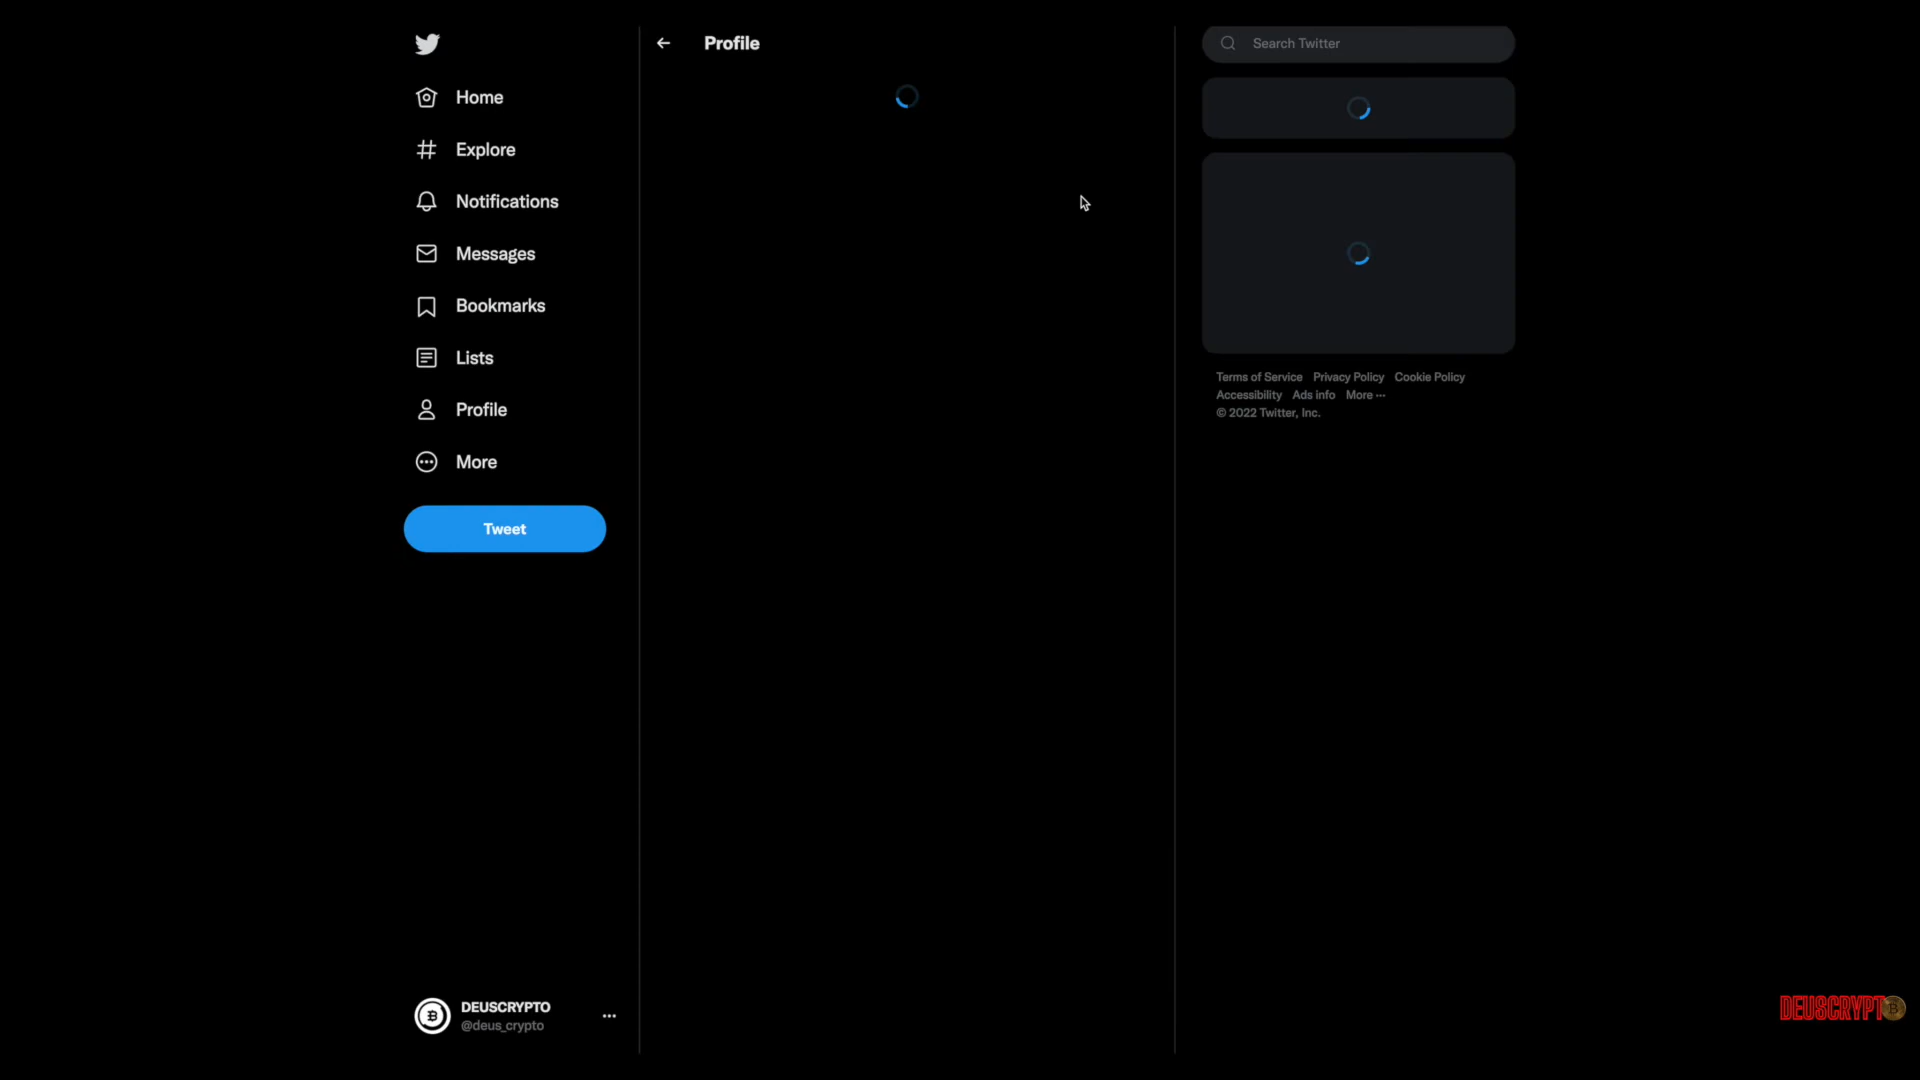 Home
Explore
Notifications
Messages
Bookmarks
Lists
Profile
More
Tweet
DEUSCRYPTO
@deus_crypto
Profile
Search Twitter
Terms of Service Privacy Policy Cookie Policy
Accessibility Ads info More ···
© 2022 Twitter, Inc.
DEUSCRYPT